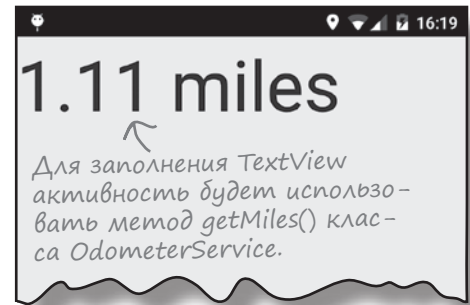 16:19
1.11 miles
Для заполнения TextView
активность будет использо-
вать метод getMiles() клас-
са OdometerService.